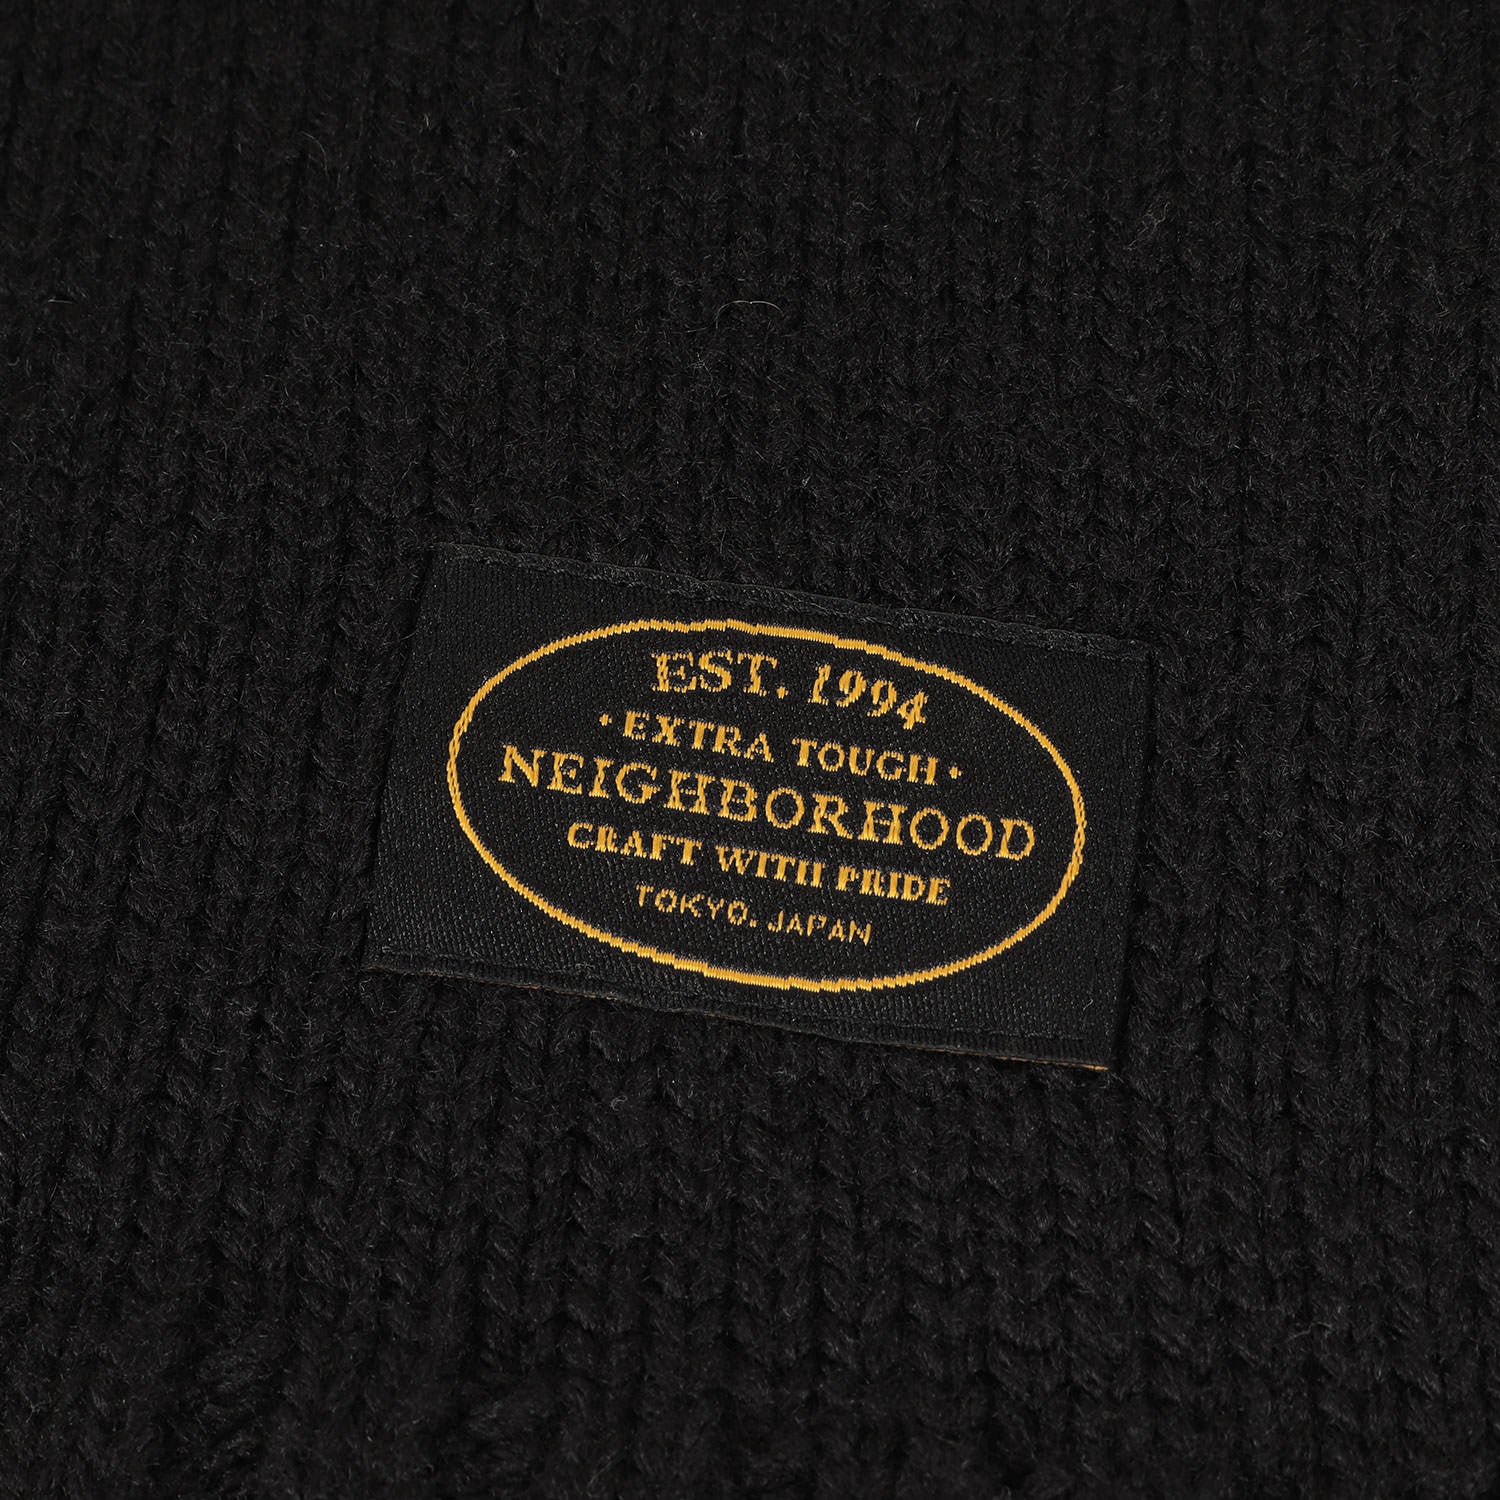 EST. 1994
· EXTRA TOUGH ·
NEIGHBORHOOD
CRAFT WITH PRIDE
TOKYO. JAPAN